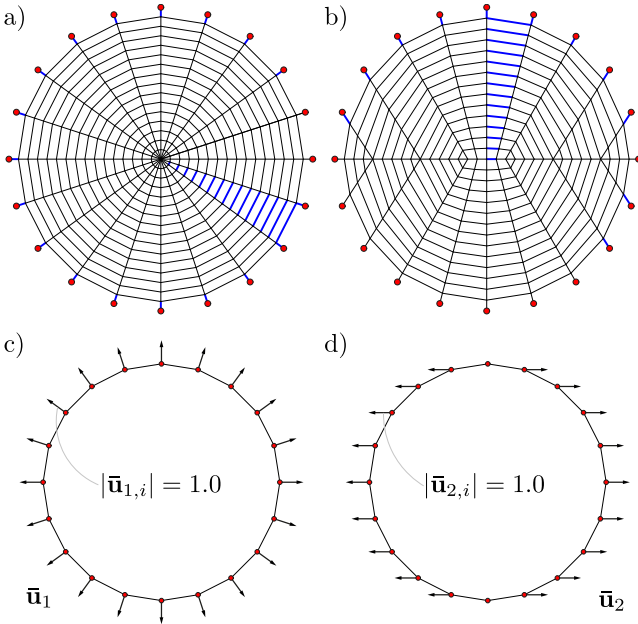 a) b)
c) d)
|ū₁,ᵢ| = 1.0 |ū₂,ᵢ| = 1.0
ū₁ ū₂